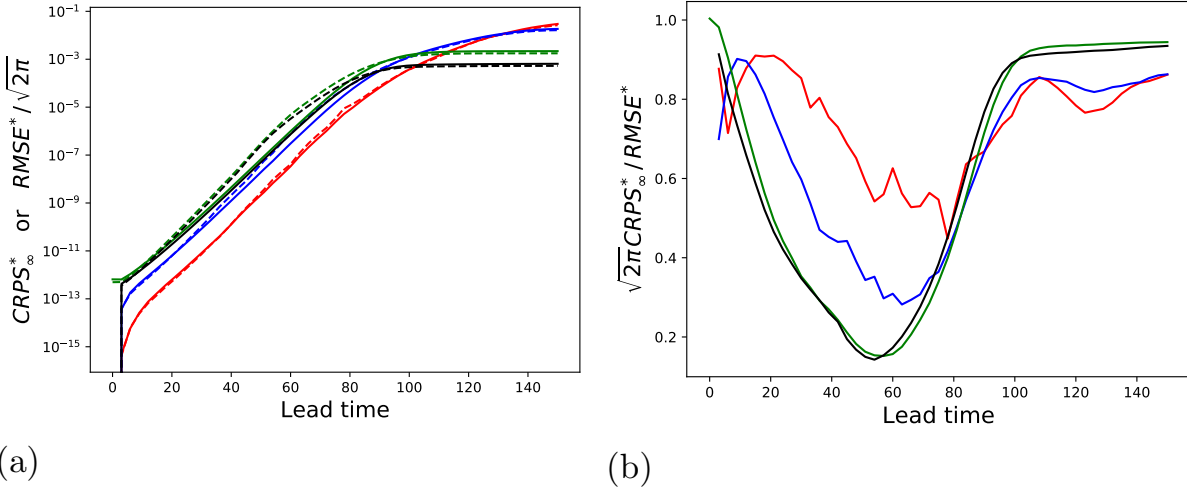 10⁻¹
10⁻³
10⁻⁵
10⁻⁷
10⁻⁹
10⁻¹¹
10⁻¹³
10⁻¹⁵
CRPS*∞ or RMSE*/√2π
0 20 40 60 80 100 120 140
Lead time
(a)
1.0
0.8
0.6
0.4
0.2
√2πCRPS*∞/RMSE*
0 20 40 60 80 100 120 140
Lead time
(b)